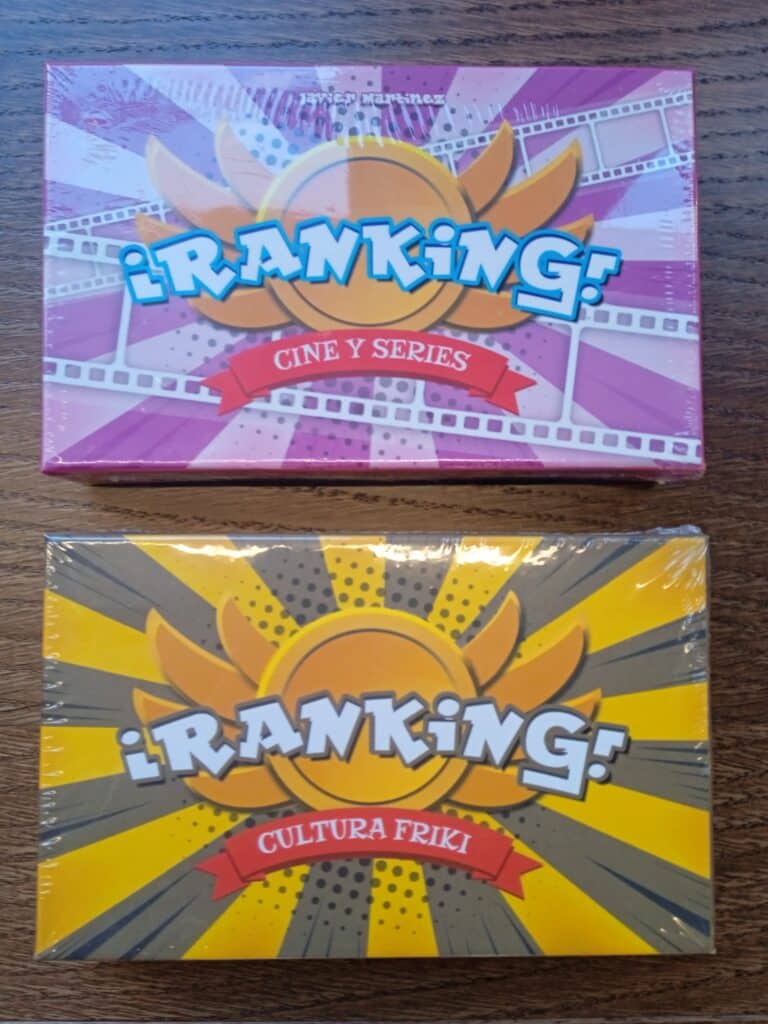 Javier Martínez
¡RANKiNG!
CINE Y SERIES
¡RANKiNG!
CULTURA FRIKI